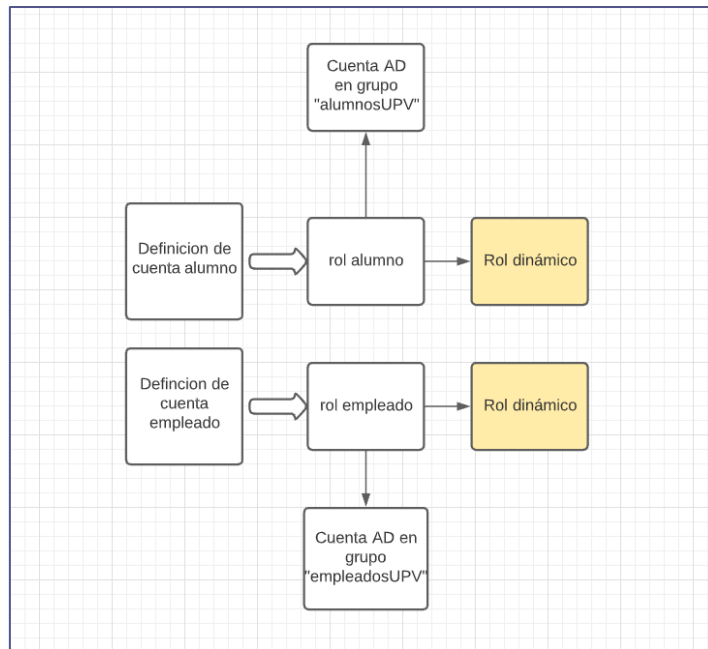 Cuenta AD
en grupo
"alumnosUPV"
Definicion de
cuenta alumno
rol alumno
Rol dinámico
Defincion de
cuenta
empleado
rol empleado
Rol dinámico
Cuenta AD en
grupo
"empleadosUPV"